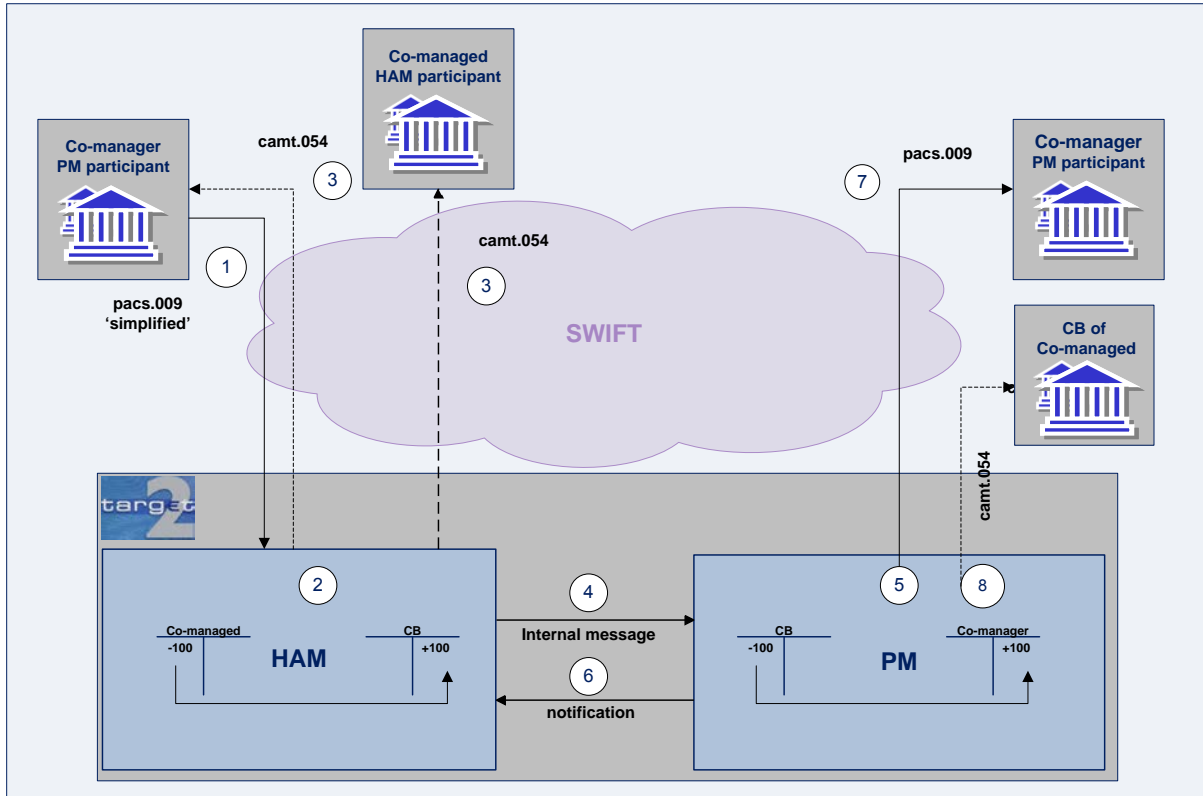 Co-managed
HAM participant
Co-manager
PM participant
camt.054
3
1
pacs.009
‘simplified’
camt.054
3
SWIFT
pacs.009
7
Co-manager
PM participant
CB of
Co-managed
camt.054
target
2
2
Co-managed
-100
CB
+100
HAM
4
Internal message
6
notification
5
8
CB
-100
Co-manager
+100
PM